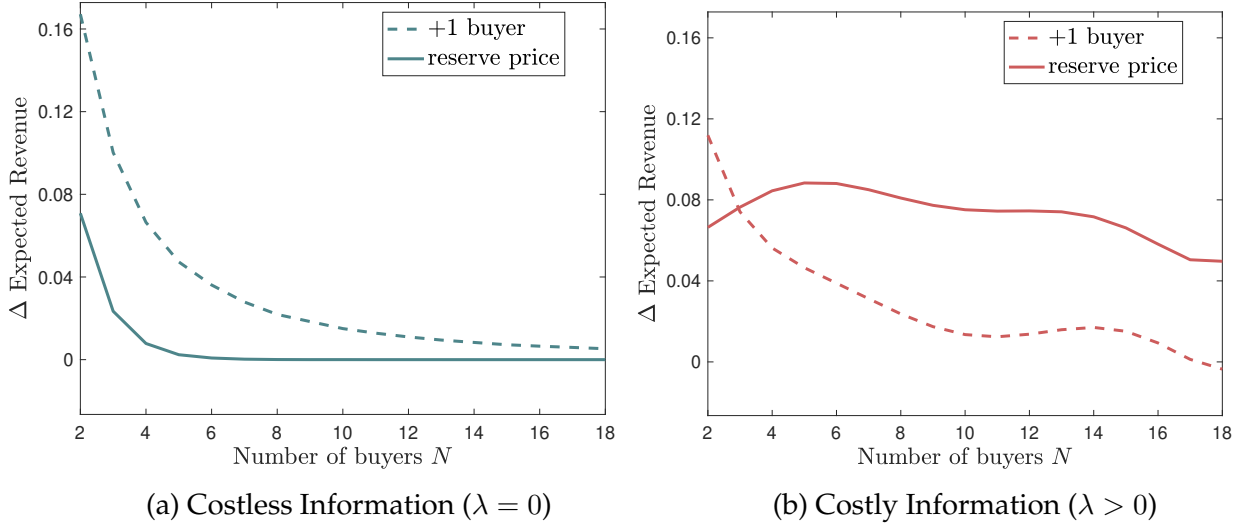 0.16
0.12
0.08
0.04
0
Δ Expected Revenue
+1 buyer
reserve price
2 4 6 8 10 12 14 16 18
Number of buyers N
(a) Costless Information (λ = 0)
0.16
0.12
0.08
0.04
0
Δ Expected Revenue
+1 buyer
reserve price
2 4 6 8 10 12 14 16 18
Number of buyers N
(b) Costly Information (λ > 0)